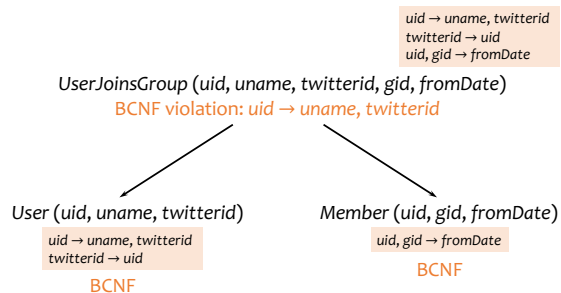 uid → uname, twitterid
twitterid → uid
uid, gid → fromDate
UserJoinsGroup (uid, uname, twitterid, gid, fromDate)
BCNF violation: uid → uname, twitterid
User (uid, uname, twitterid)
uid → uname, twitterid
twitterid → uid
BCNF
Member (uid, gid, fromDate)
uid, gid → fromDate
BCNF